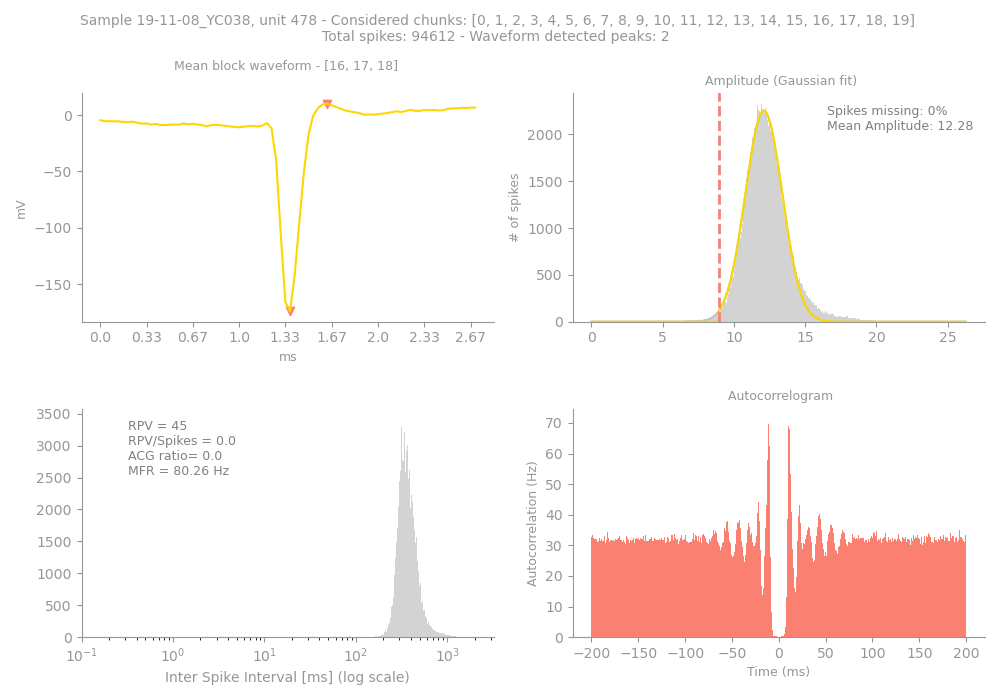 Sample 19-11-08_YC038, unit 478 - Considered chunks: [0, 1, 2, 3, 4, 5, 6, 7, 8, 9, 10, 11, 12, 13, 14, 15, 16, 17, 18, 19]
Total spikes: 94612 - Waveform detected peaks: 2
Mean block waveform - [16, 17, 18]
0
−50
−100
−150
mV
0.0 0.33 0.67 1.0 1.33 1.67 2.0 2.33 2.67
ms
Amplitude (Gaussian fit)
Spikes missing: 0%
Mean Amplitude: 12.28
2000
1500
1000
500
0
# of spikes
0 5 10 15 20 25
RPV = 45
RPV/Spikes = 0.0
ACG ratio= 0.0
MFR = 80.26 Hz
3500
3000
2500
2000
1500
1000
500
0
10−1 100 101 102 103
Inter Spike Interval [ms] (log scale)
Autocorrelogram
70
60
50
40
30
20
10
0
Autocorrelation (Hz)
−200 −150 −100 −50 0 50 100 150 200
Time (ms)